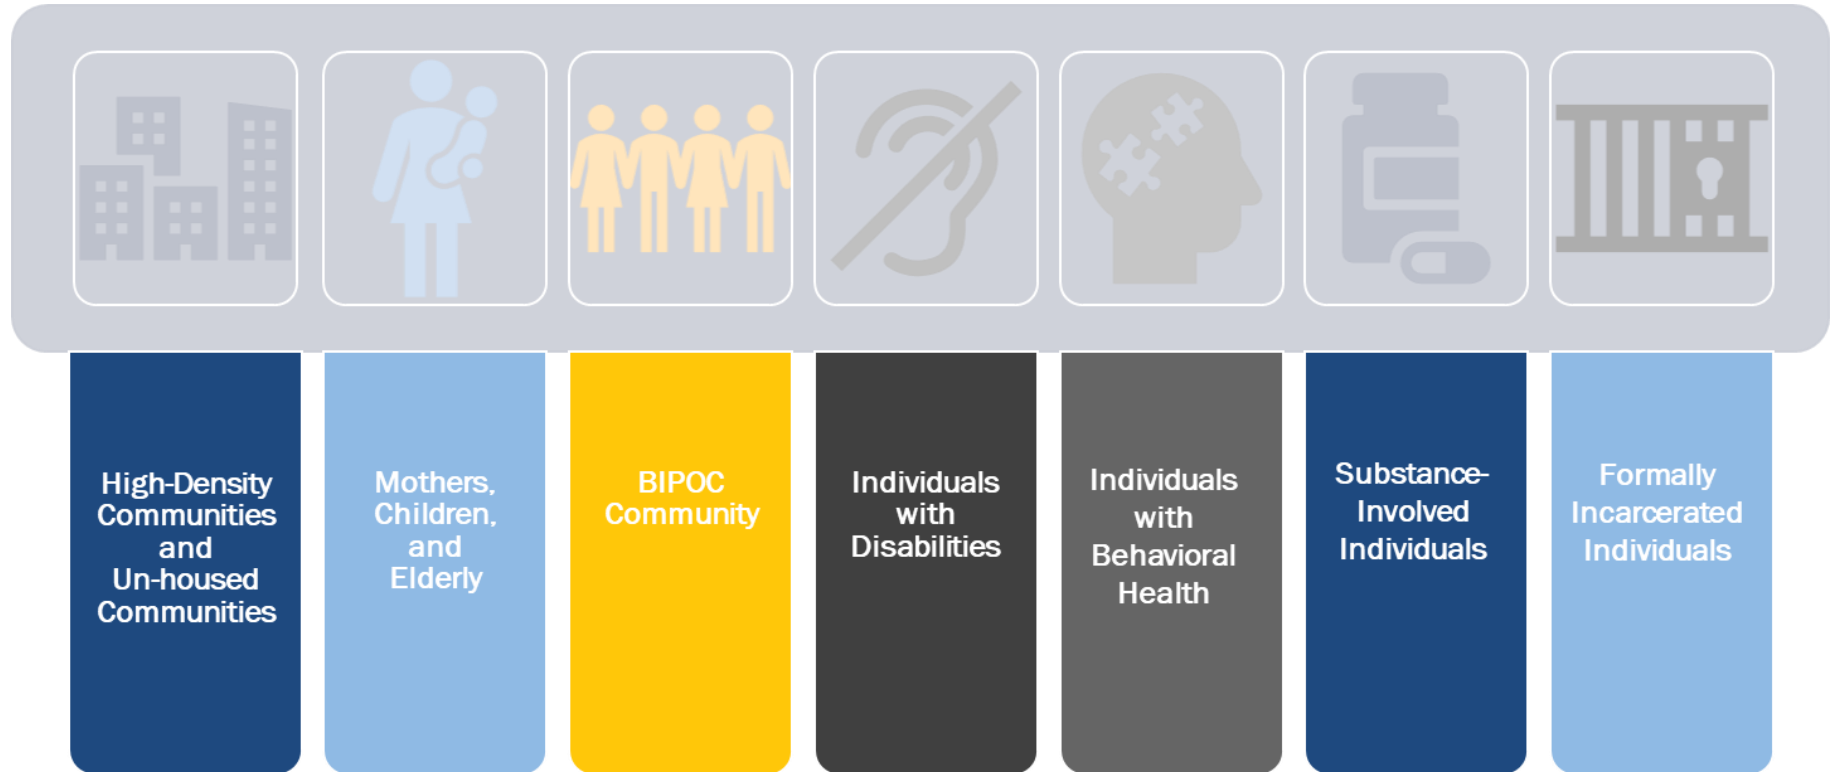 High-Density
Communities
and
Un-housed
Communities
Mothers,
Children,
and
Elderly
BIPOC
Community
Individuals
with
Disabilities
Individuals
with
Behavioral
Health
Substance-
Involved
Individuals
Formally
Incarcerated
Individuals